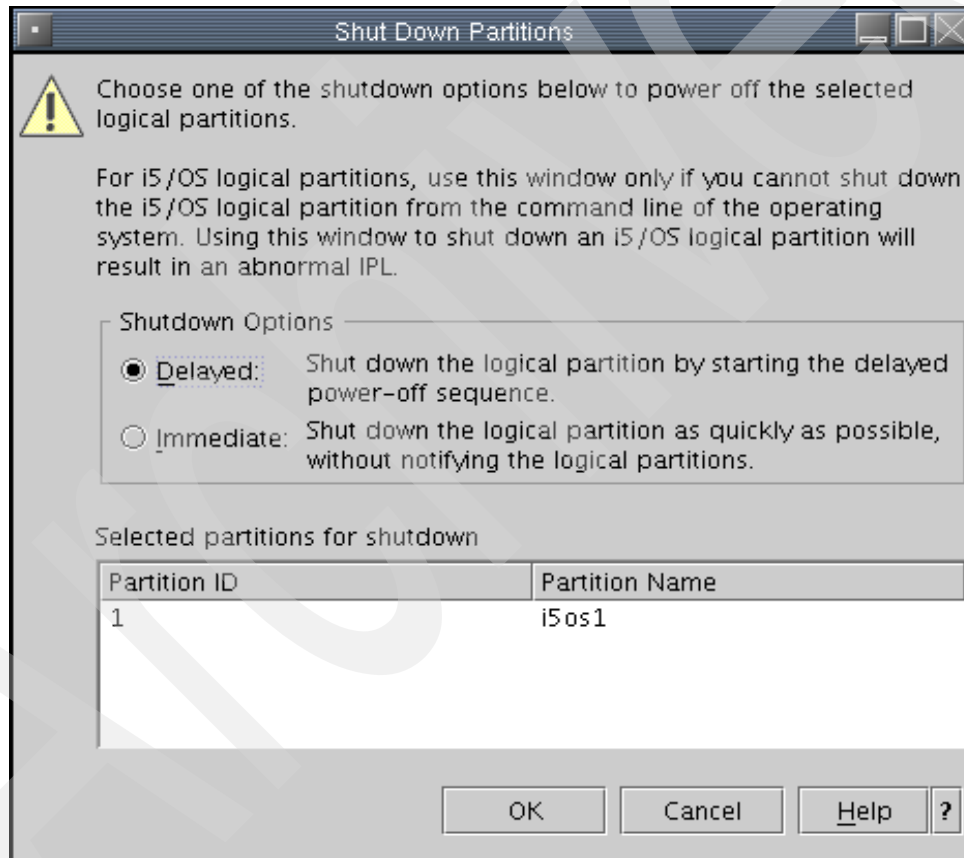 Shut Down Partitions
Choose one of the shutdown options below to power off the selected
logical partitions.
For i5/OS logical partitions, use this window only if you cannot shut down
the i5/OS logical partition from the command line of the operating
system. Using this window to shut down an i5/OS logical partition will
result in an abnormal IPL.
Shutdown Options
Delayed: Shut down the logical partition by starting the delayed
power-off sequence.
Immediate: Shut down the logical partition as quickly as possible,
without notifying the logical partitions.
Selected partitions for shutdown
Partition ID Partition Name
1 i5os1
OK Cancel Help ?